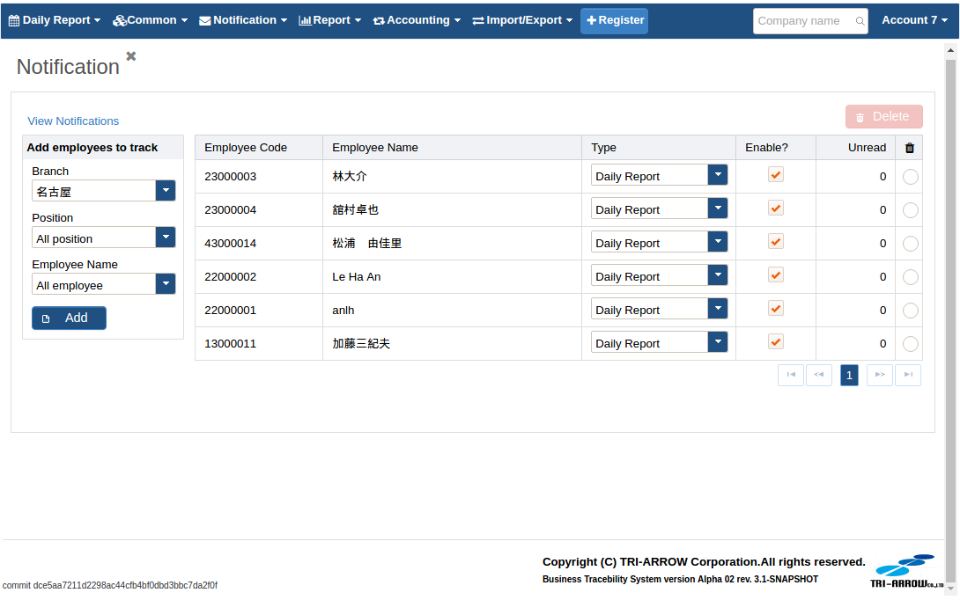 Daily Report Common Notification Report Accounting Import/Export Register Company name Account 7
Notification
View Notifications
Delete
Add employees to track
Branch
名古屋
Position
All position
Employee Name
All employee
Add
Employee Code Employee Name Type Enable? Unread
23000003 林大介 Daily Report 0
23000004 舘村卓也 Daily Report 0
43000014 松浦 由佳里 Daily Report 0
22000002 Le Ha An Daily Report 0
22000001 anlh Daily Report 0
13000011 加藤三紀夫 Daily Report 0
1
Copyright (C) TRI-ARROW Corporation.All rights reserved.
Business Tracebility System version Alpha 02 rev. 3.1-SNAPSHOT
TRI-ARROW CO.,LTD
commit dce5aa7211d2298ac44cfb4bf0dbd3bbc7da2f0f